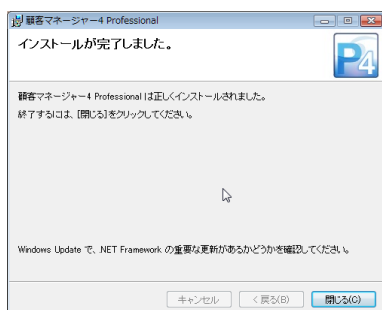 顧客マネージャー4 Professional
インストールが完了しました。
P4
顧客マネージャー4 Professional は正しくインストールされました。
終了するには、[閉じる]をクリックしてください。
Windows Update で、.NET Framework の重要な更新があるかどうかを確認してください。
キャンセル
< 戻る(B)
閉じる(C)